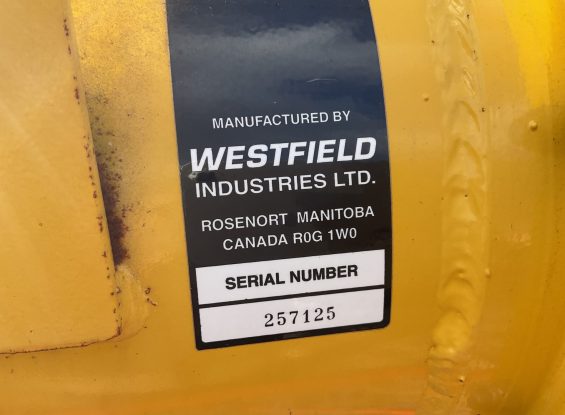 MANUFACTURED BY
WESTFIELD
INDUSTRIES LTD.
ROSENORT MANITOBA
CANADA R0G 1W0
SERIAL NUMBER
257125